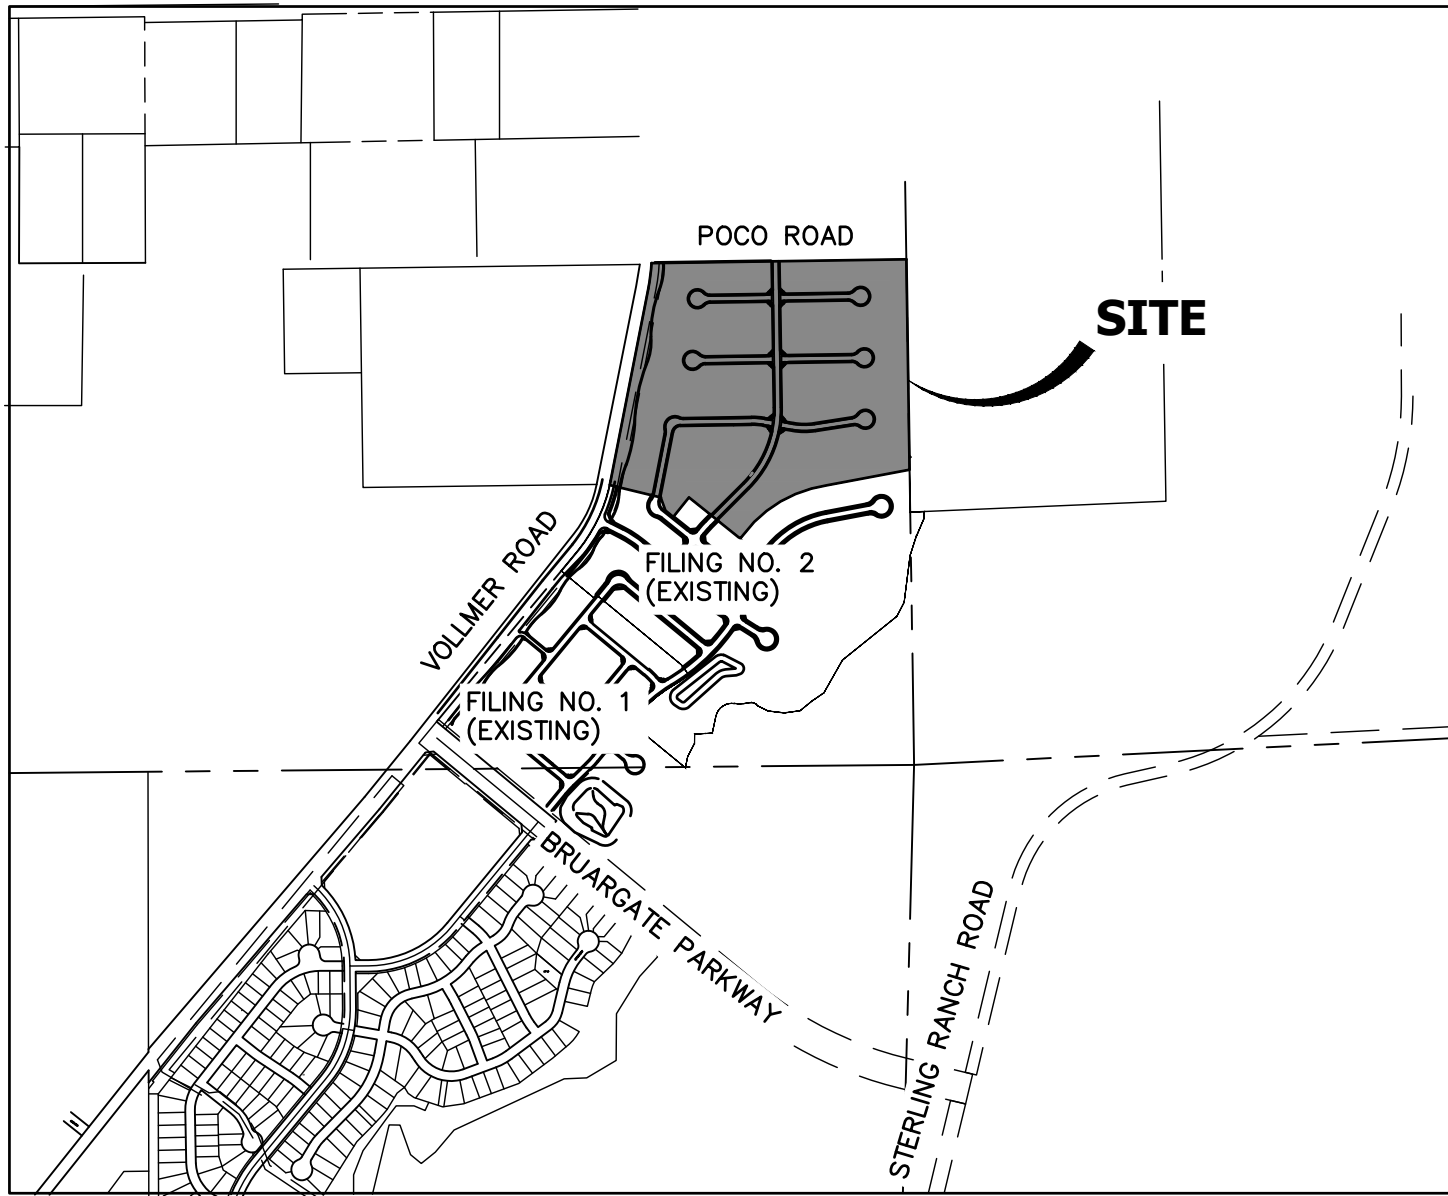 POCO ROAD
SITE
VOLLMER ROAD
FILING NO. 2
(EXISTING)
FILING NO. 1
(EXISTING)
BRUARGATE PARKWAY
STERLING RANCH ROAD